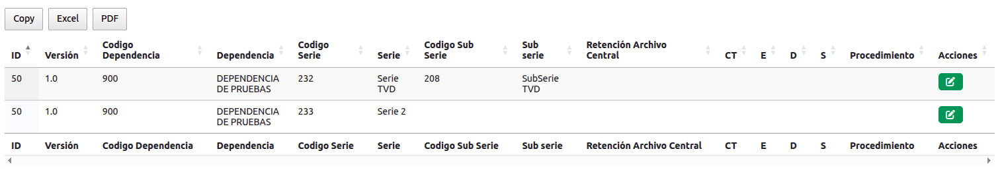 Copy Excel PDF
ID Versión Codigo Dependencia Dependencia Codigo Serie Serie Codigo Sub Serie Sub serie Retención Archivo Central CT E D S Procedimiento Acciones
50 1.0 900 DEPENDENCIA DE PRUEBAS 232 Serie TVD 208 SubSerie TVD
50 1.0 900 DEPENDENCIA DE PRUEBAS 233 Serie 2
ID Versión Codigo Dependencia Dependencia Codigo Serie Serie Codigo Sub Serie Sub serie Retención Archivo Central CT E D S Procedimiento Acciones